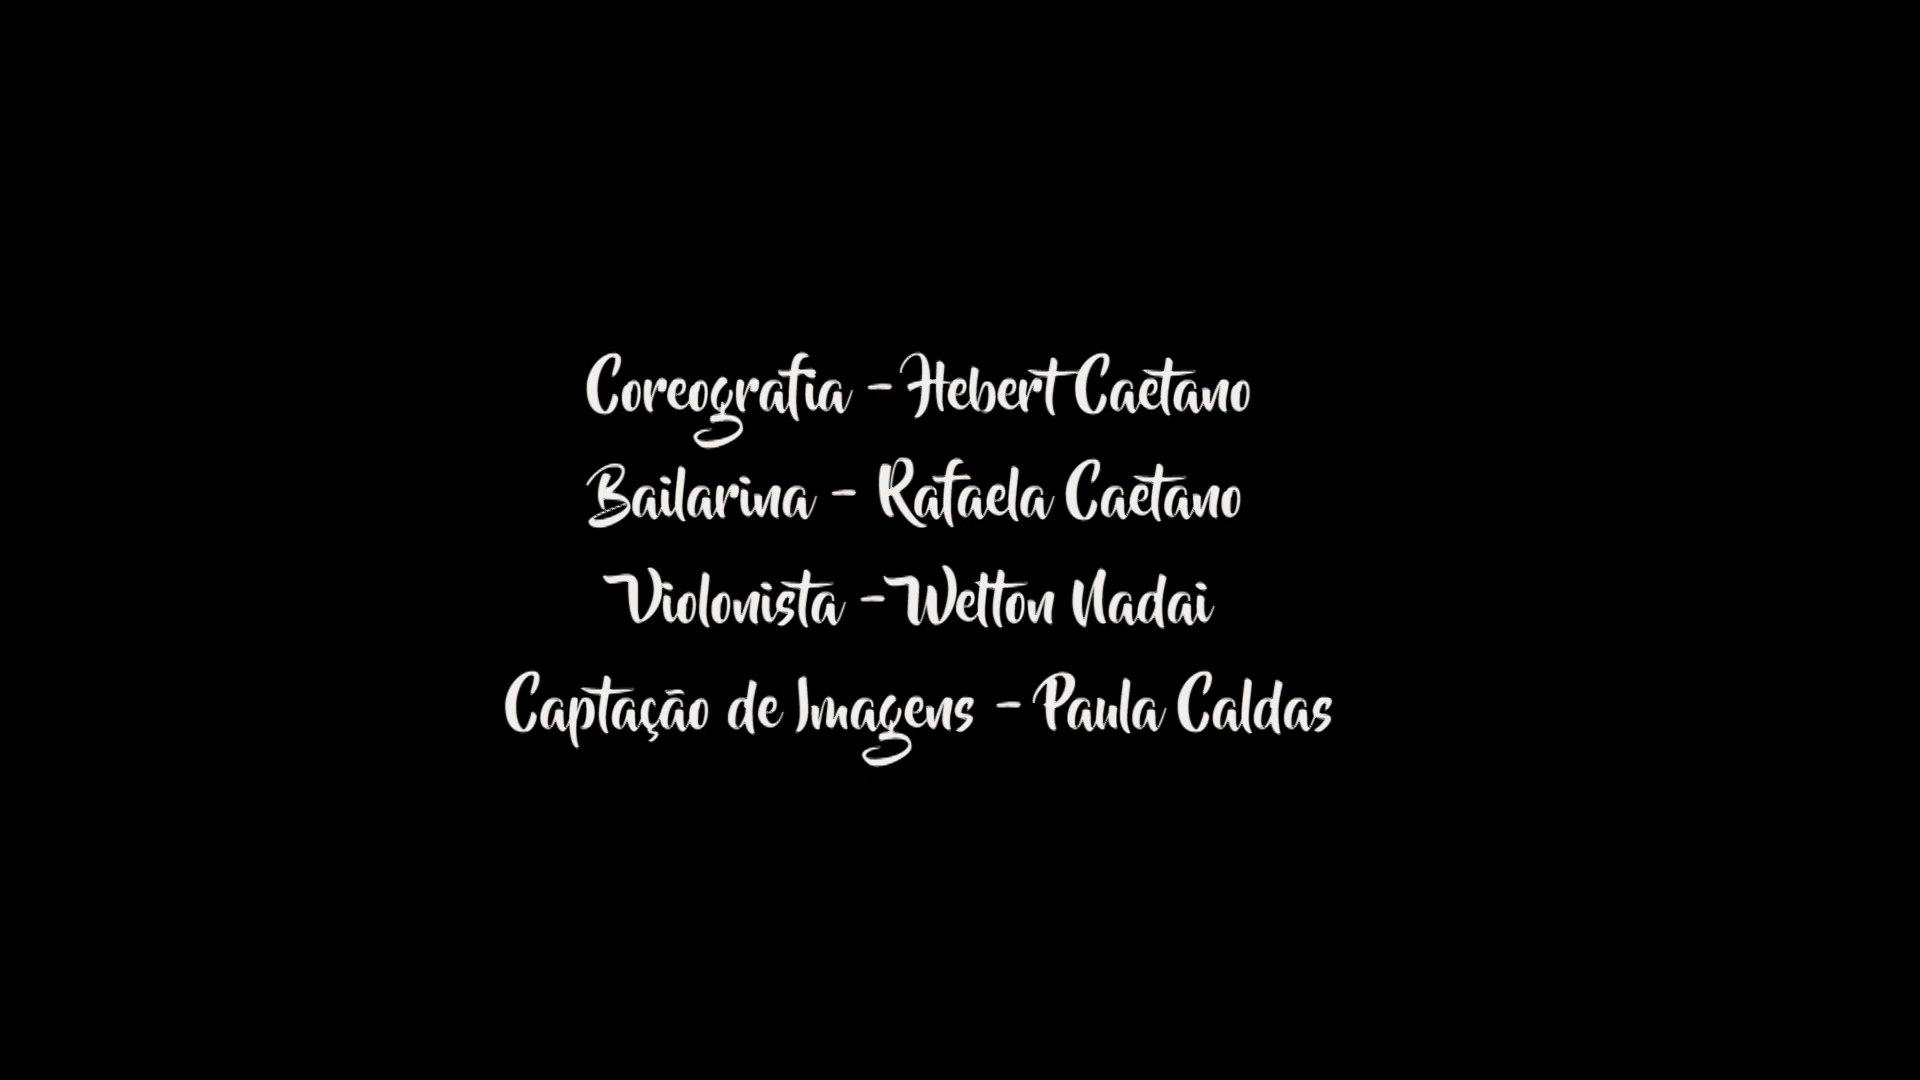 Coreografia - Hebert Caetano
Bailarina - Rafaela Caetano
Violonista - Welton Nadai
Captação de Imagens - Paula Caldas